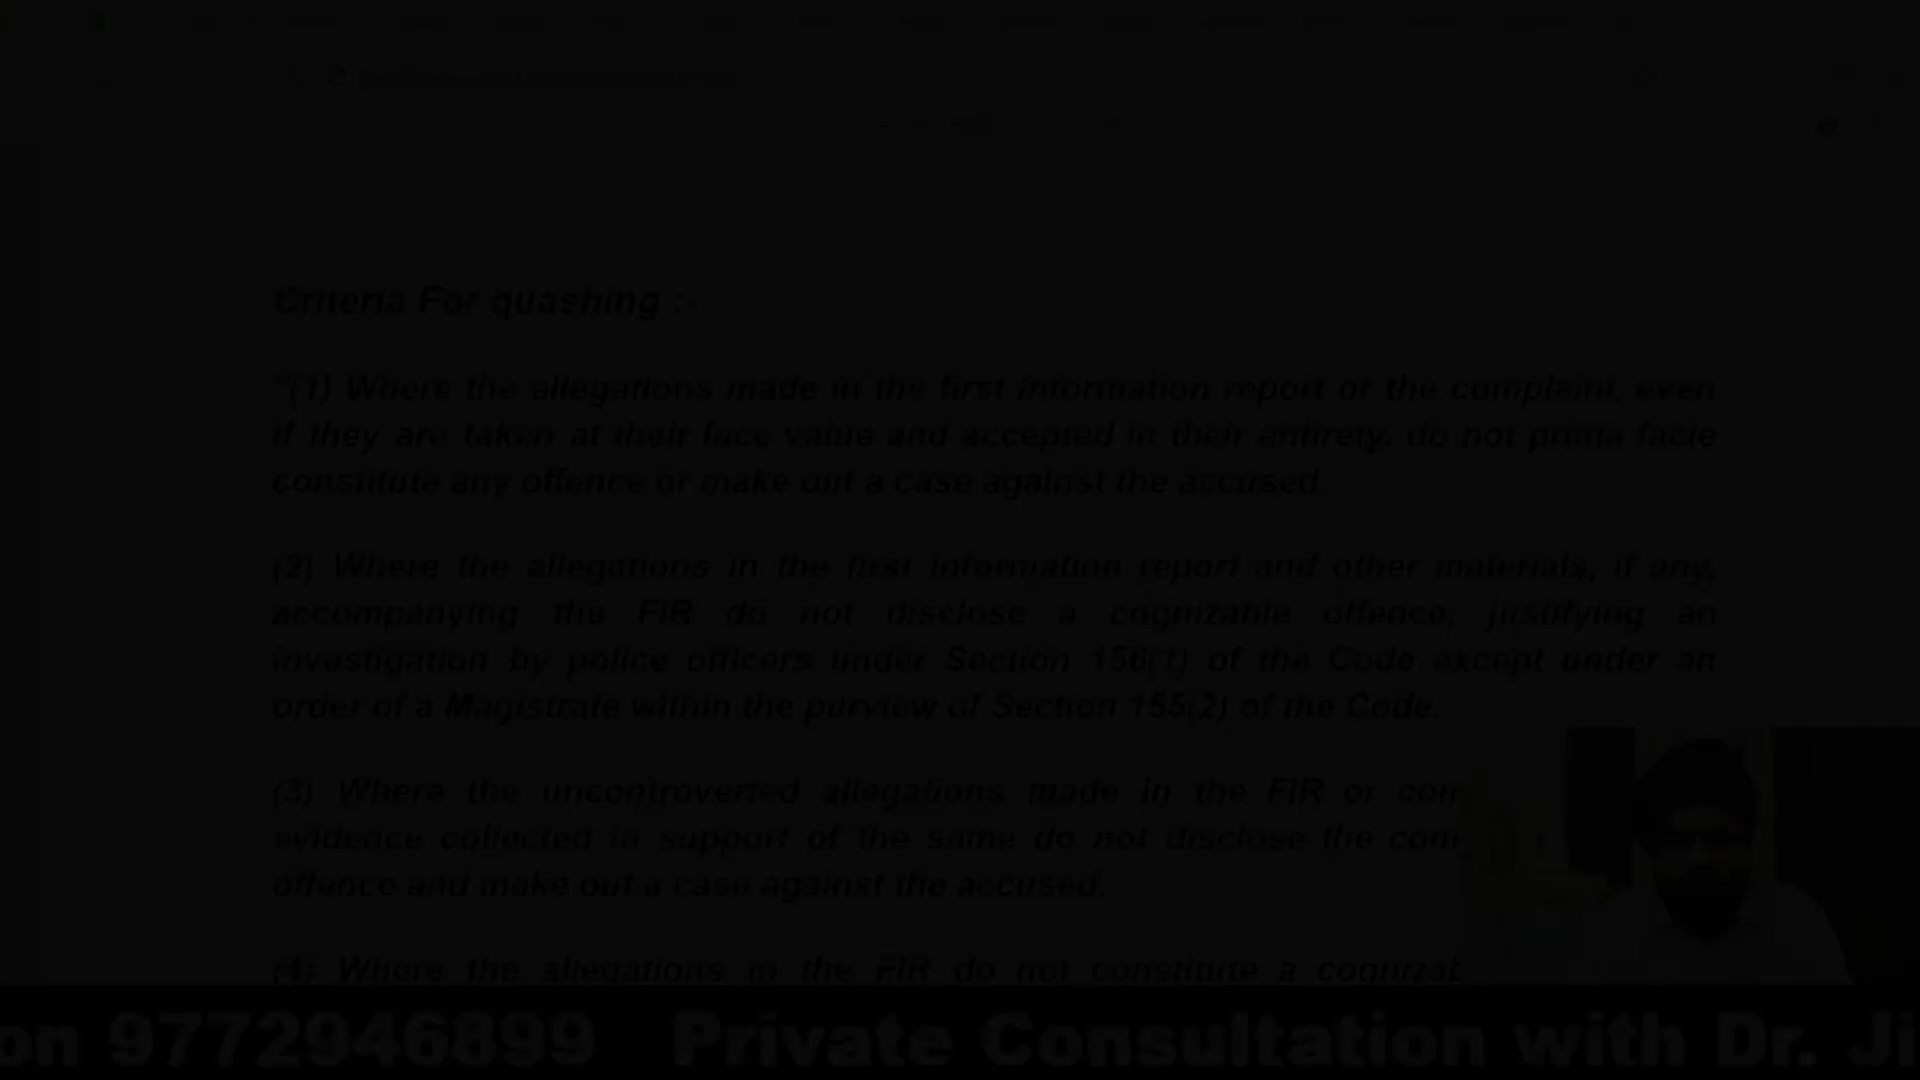 Criteria For quashing :-
"(1) Where the allegations made in the first information report or the complaint, even
if they are taken at their face value and accepted in their entirety, do not prima facie
constitute any offence or make out a case against the accused.
(2) Where the allegations in the first information report and other materials, if any,
accompanying the FIR do not disclose a cognizable offence, justifying an
investigation by police officers under Section 156(1) of the Code except under an
order of a Magistrate within the purview of Section 155(2) of the Code.
(3) Where the uncontroverted allegations made in the FIR or com
evidence collected in support of the same do not disclose the com
offence and make out a case against the accused.
(4) Where the allegations in the FIR do not constitute a cognizat
on 9772946899 Private Consultation with Dr. Ji